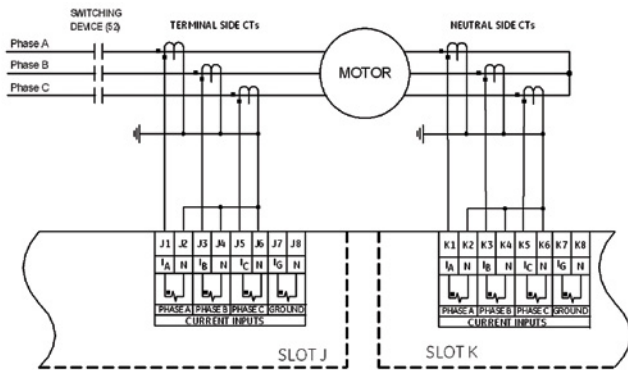 SWITCHING
DEVICE (52)
TERMINAL SIDE CTs
NEUTRAL SIDE CTs
Phase A
Phase B
Phase C
MOTOR
J1 J2 J3 J4 J5 J6 J7 J8
IA N IB N IC N IG N
PHASE A PHASE B PHASE C GROUND
CURRENT INPUTS
SLOT J
K1 K2 K3 K4 K5 K6 K7 K8
IA N IB N IC N IG N
PHASE A PHASE B PHASE C GROUND
CURRENT INPUTS
SLOT K